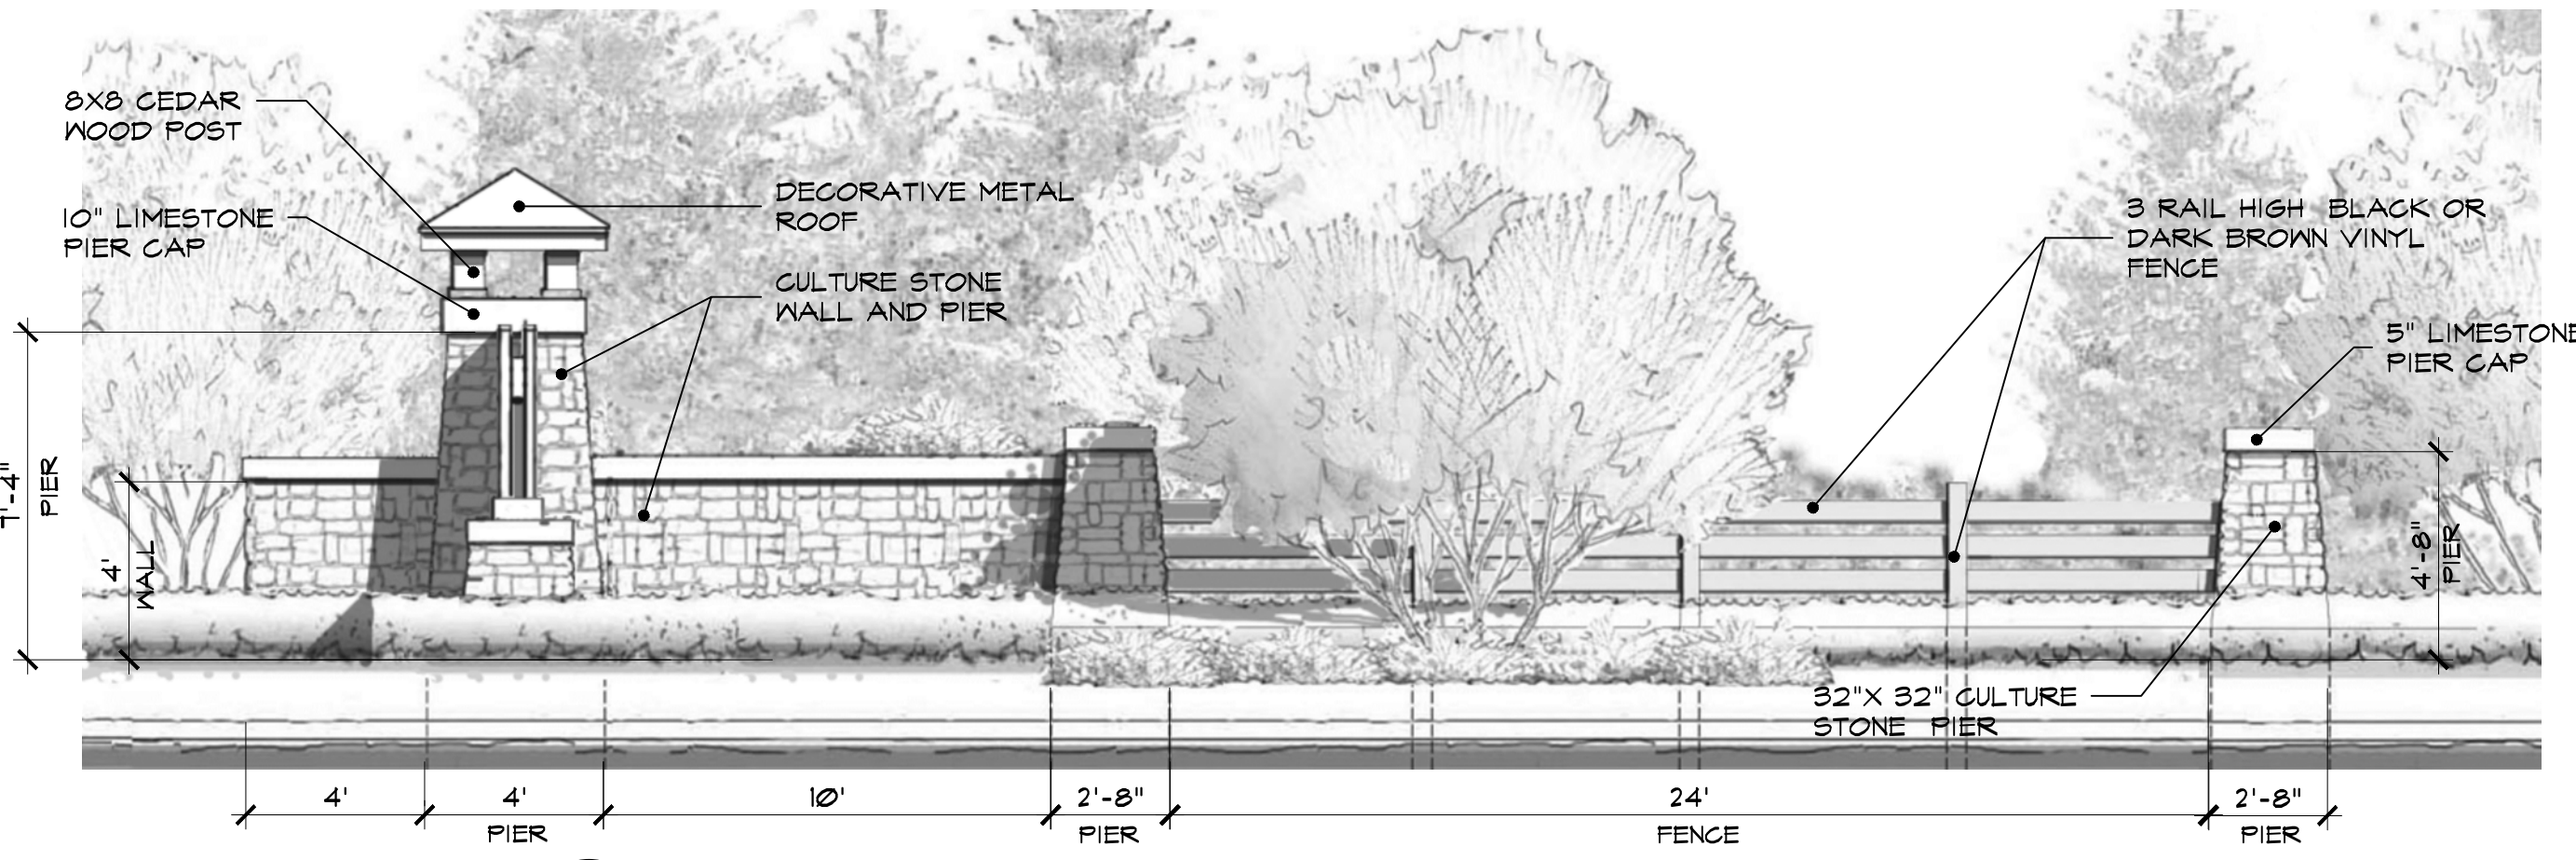 8X8 CEDAR
WOOD POST
10" LIMESTONE
PIER CAP
DECORATIVE METAL
ROOF
CULTURE STONE
WALL AND PIER
3 RAIL HIGH BLACK OR
DARK BROWN VINYL
FENCE
5" LIMESTONE
PIER CAP
7'-4"
PIER
4'
WALL
4'-8"
PIER
32"X 32" CULTURE
STONE PIER
4'
4'
PIER
10'
2'-8"
PIER
24'
FENCE
2'-8"
PIER